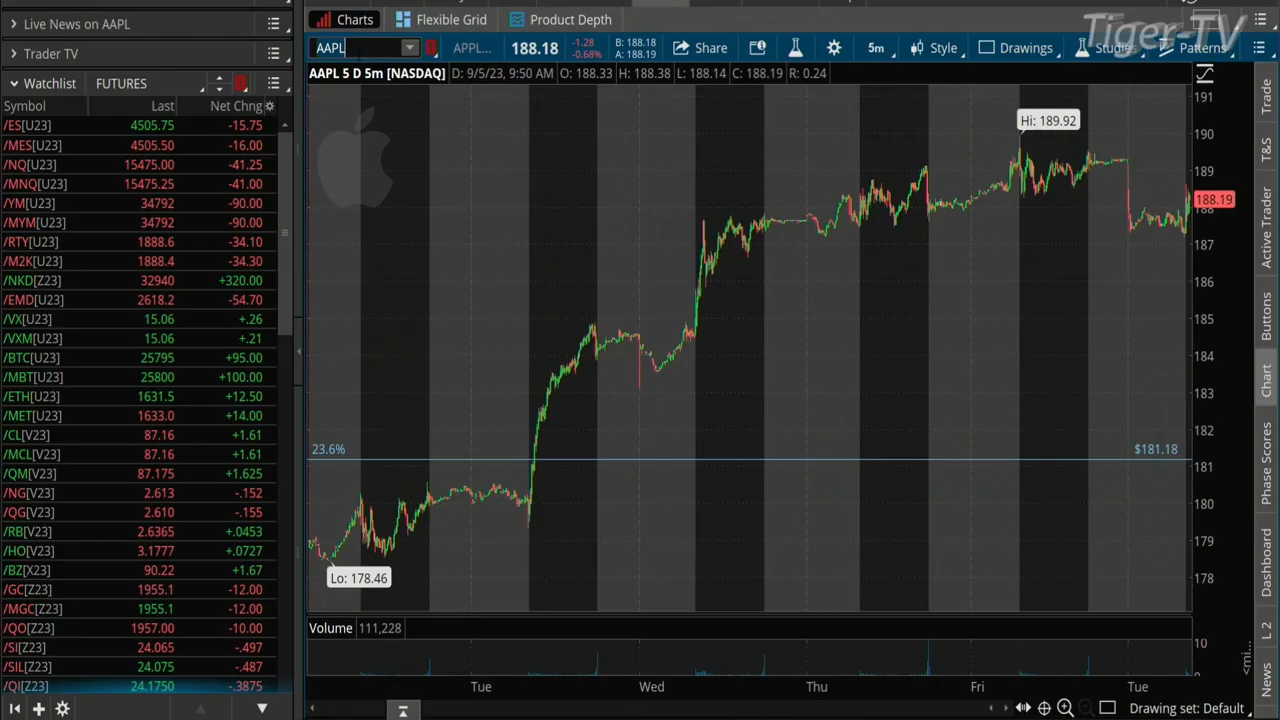 Live News on AAPL
Trader TV
Watchlist FUTURES
Symbol Last Net Chng
/ES[U23] 4505.75 -15.75
/MES[U23] 4505.50 -16.00
/NQ[U23] 15475.00 -41.25
/MNQ[U23] 15475.25 -41.00
/YM[U23] 34792 -90.00
/MYM[U23] 34792 -90.00
/RTY[U23] 1888.6 -34.10
/M2K[U23] 1888.4 -34.30
/NKD[Z23] 32940 +320.00
/EMD[U23] 2618.2 -54.70
/VX[U23] 15.06 +.26
/VXM[U23] 15.06 +.21
/BTC[U23] 25795 +95.00
/MBT[U23] 25800 +100.00
/ETH[U23] 1631.5 +12.50
/MET[U23] 1633.0 +14.00
/CL[V23] 87.16 +1.61
/MCL[V23] 87.16 +1.61
/QM[V23] 87.175 +1.625
/NG[V23] 2.613 -.152
/QG[V23] 2.610 -.155
/RB[V23] 2.6365 +.0453
/HO[V23] 3.1777 +.0727
/BZ[X23] 90.22 +1.67
/GC[Z23] 1955.1 -12.00
/MGC[Z23] 1955.1 -12.00
/QO[Z23] 1957.00 -10.00
/SI[Z23] 24.065 -.497
/SIL[Z23] 24.075 -.487
/QI[Z23] 24.1750 -.3875
Charts Flexible Grid Product Depth
Tiger-TV
AAPL APPL... 188.18 -1.28 -0.68% B: 188.18 A: 188.19 Share 5m Style Drawings Studies Patterns
AAPL 5 D 5m [NASDAQ] D: 9/5/23, 9:50 AM O: 188.33 H: 188.38 L: 188.14 C: 188.19 R: 0.24
191
Hi: 189.92
190
189
188.19
188
187
186
185
184
183
182
23.6% $181.18
181
180
179
Lo: 178.46
178
Volume 111,228
10
Tue Wed Thu Fri Tue
Drawing set: Default
Trade
T&S
Active Trader
Buttons
Chart
Phase Scores
Dashboard
L 2
News